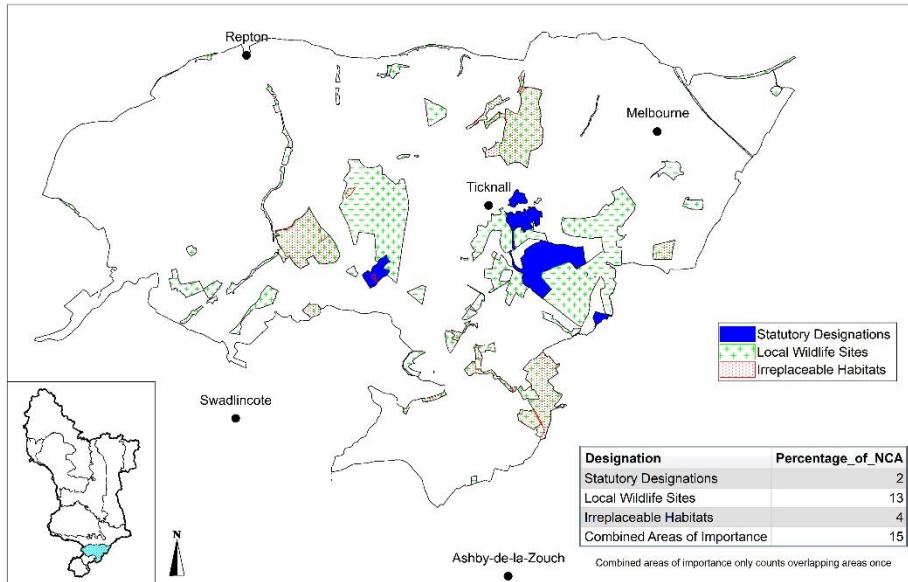 Repton
Melbourne
Ticknall
Statutory Designations
Local Wildlife Sites
Irreplaceable Habitats
Swadlincote
Designation Percentage_of_NCA
Statutory Designations 2
Local Wildlife Sites 13
Irreplaceable Habitats 4
Combined Areas of Importance 15
N
Combined areas of importance only counts overlapping areas once
Ashby-de-la-Zouch